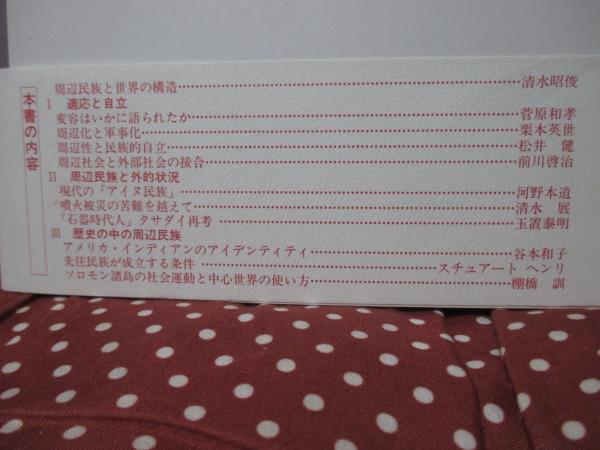 本書の内容
周辺民族と世界の構造 清水昭俊
Ⅰ 適応と自立
変容はいかに語られたか 菅原和孝
周辺化と軍事化 栗本英世
周辺性と民族的自立 松井 健
周辺社会と外部社会の接合 前川啓治
Ⅱ 周辺民族と外的状況
現代の「アイヌ民族」 河野本道
噴火被災の苦難を越えて 清水 展
「石器時代人」タサダイ再考 玉置泰明
Ⅲ 歴史の中の周辺民族
アメリカ・インディアンのアイデンティティ 谷本和子
先住民族が成立する条件 スチュアート ヘンリ
ソロモン諸島の社会運動と中心世界の使い方 棚橋 訓